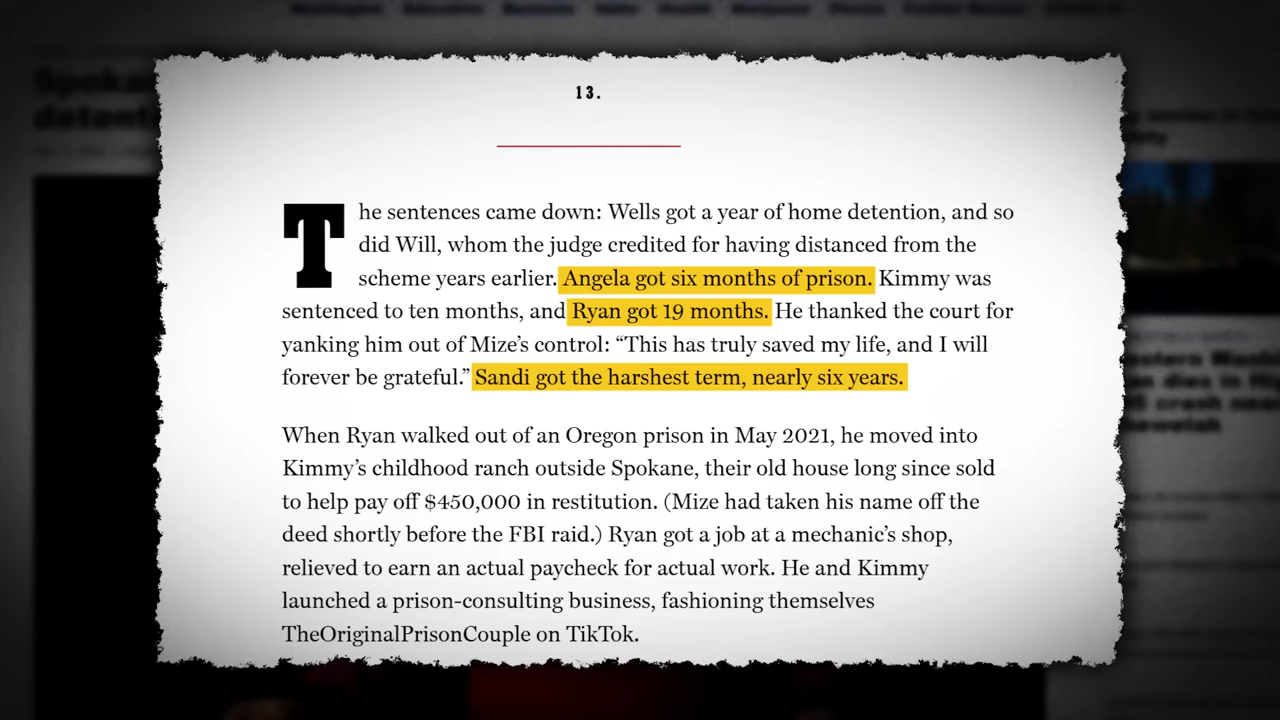 13.
The sentences came down: Wells got a year of home detention, and so
did Will, whom the judge credited for having distanced from the
scheme years earlier. Angela got six months of prison. Kimmy was
sentenced to ten months, and Ryan got 19 months. He thanked the court for
yanking him out of Mize’s control: “This has truly saved my life, and I will
forever be grateful.” Sandi got the harshest term, nearly six years.
When Ryan walked out of an Oregon prison in May 2021, he moved into
Kimmy’s childhood ranch outside Spokane, their old house long since sold
to help pay off $450,000 in restitution. (Mize had taken his name off the
deed shortly before the FBI raid.) Ryan got a job at a mechanic’s shop,
relieved to earn an actual paycheck for actual work. He and Kimmy
launched a prison-consulting business, fashioning themselves
TheOriginalPrisonCouple on TikTok.